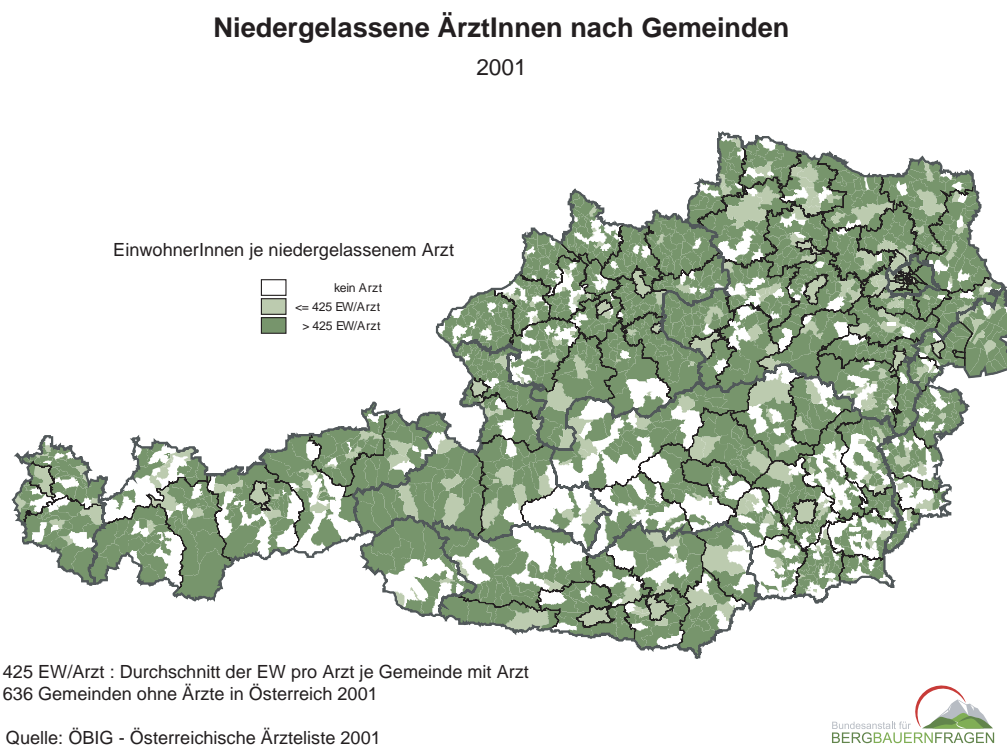 Niedergelassene ÄrztInnen nach Gemeinden
2001
EinwohnerInnen je niedergelassenem Arzt
kein Arzt
<= 425 EW/Arzt
> 425 EW/Arzt
425 EW/Arzt : Durchschnitt der EW pro Arzt je Gemeinde mit Arzt
636 Gemeinden ohne Ärzte in Österreich 2001
Quelle: ÖBIG - Österreichische Ärzteliste 2001
Bundesanstalt für
BERGBAUERNFRAGEN